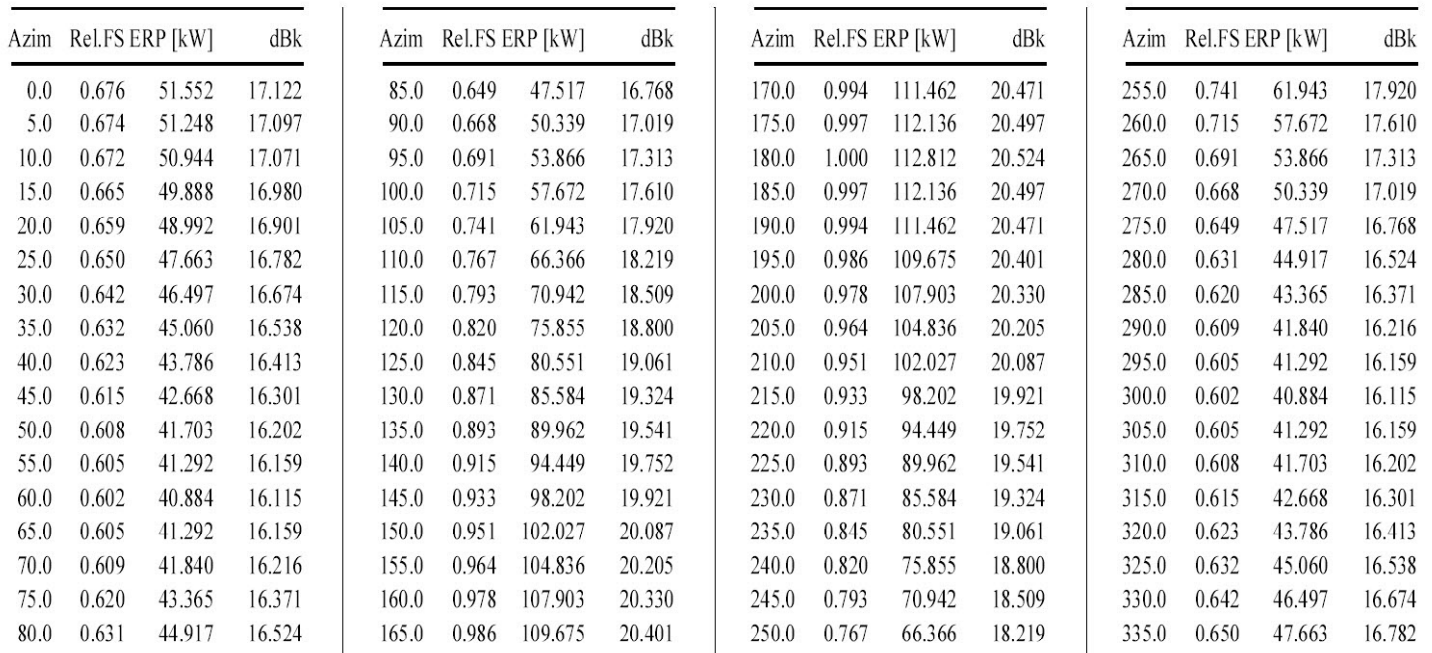 Azim Rel.FS ERP [kW] dBk
0.0 0.676 51.552 17.122
5.0 0.674 51.248 17.097
10.0 0.672 50.944 17.071
15.0 0.665 49.888 16.980
20.0 0.659 48.992 16.901
25.0 0.650 47.663 16.782
30.0 0.642 46.497 16.674
35.0 0.632 45.060 16.538
40.0 0.623 43.786 16.413
45.0 0.615 42.668 16.301
50.0 0.608 41.703 16.202
55.0 0.605 41.292 16.159
60.0 0.602 40.884 16.115
65.0 0.605 41.292 16.159
70.0 0.609 41.840 16.216
75.0 0.620 43.365 16.371
80.0 0.631 44.917 16.524
Azim Rel.FS ERP [kW] dBk
85.0 0.649 47.517 16.768
90.0 0.668 50.339 17.019
95.0 0.691 53.866 17.313
100.0 0.715 57.672 17.610
105.0 0.741 61.943 17.920
110.0 0.767 66.366 18.219
115.0 0.793 70.942 18.509
120.0 0.820 75.855 18.800
125.0 0.845 80.551 19.061
130.0 0.871 85.584 19.324
135.0 0.893 89.962 19.541
140.0 0.915 94.449 19.752
145.0 0.933 98.202 19.921
150.0 0.951 102.027 20.087
155.0 0.964 104.836 20.205
160.0 0.978 107.903 20.330
165.0 0.986 109.675 20.401
Azim Rel.FS ERP [kW] dBk
170.0 0.994 111.462 20.471
175.0 0.997 112.136 20.497
180.0 1.000 112.812 20.524
185.0 0.997 112.136 20.497
190.0 0.994 111.462 20.471
195.0 0.986 109.675 20.401
200.0 0.978 107.903 20.330
205.0 0.964 104.836 20.205
210.0 0.951 102.027 20.087
215.0 0.933 98.202 19.921
220.0 0.915 94.449 19.752
225.0 0.893 89.962 19.541
230.0 0.871 85.584 19.324
235.0 0.845 80.551 19.061
240.0 0.820 75.855 18.800
245.0 0.793 70.942 18.509
250.0 0.767 66.366 18.219
Azim Rel.FS ERP [kW] dBk
255.0 0.741 61.943 17.920
260.0 0.715 57.672 17.610
265.0 0.691 53.866 17.313
270.0 0.668 50.339 17.019
275.0 0.649 47.517 16.768
280.0 0.631 44.917 16.524
285.0 0.620 43.365 16.371
290.0 0.609 41.840 16.216
295.0 0.605 41.292 16.159
300.0 0.602 40.884 16.115
305.0 0.605 41.292 16.159
310.0 0.608 41.703 16.202
315.0 0.615 42.668 16.301
320.0 0.623 43.786 16.413
325.0 0.632 45.060 16.538
330.0 0.642 46.497 16.674
335.0 0.650 47.663 16.782